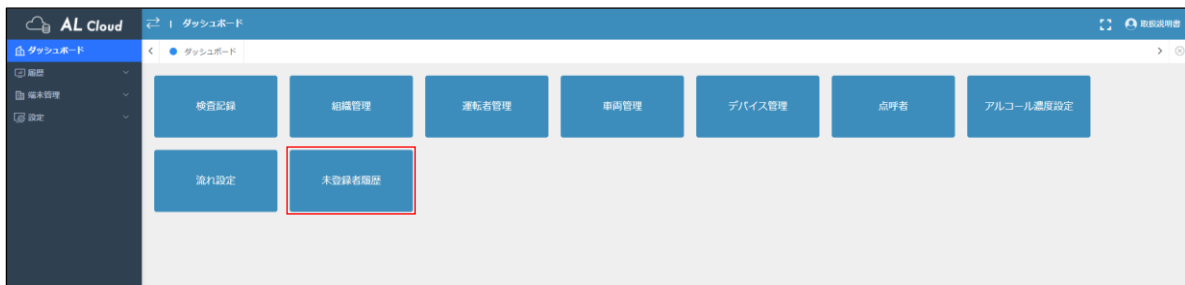 AL Cloud
ダッシュボード
取扱説明書
ダッシュボード
ダッシュボード
履歴
端末管理
設定
検査記録
組織管理
運転者管理
車両管理
デバイス管理
点呼者
アルコール濃度設定
流れ設定
未登録者履歴